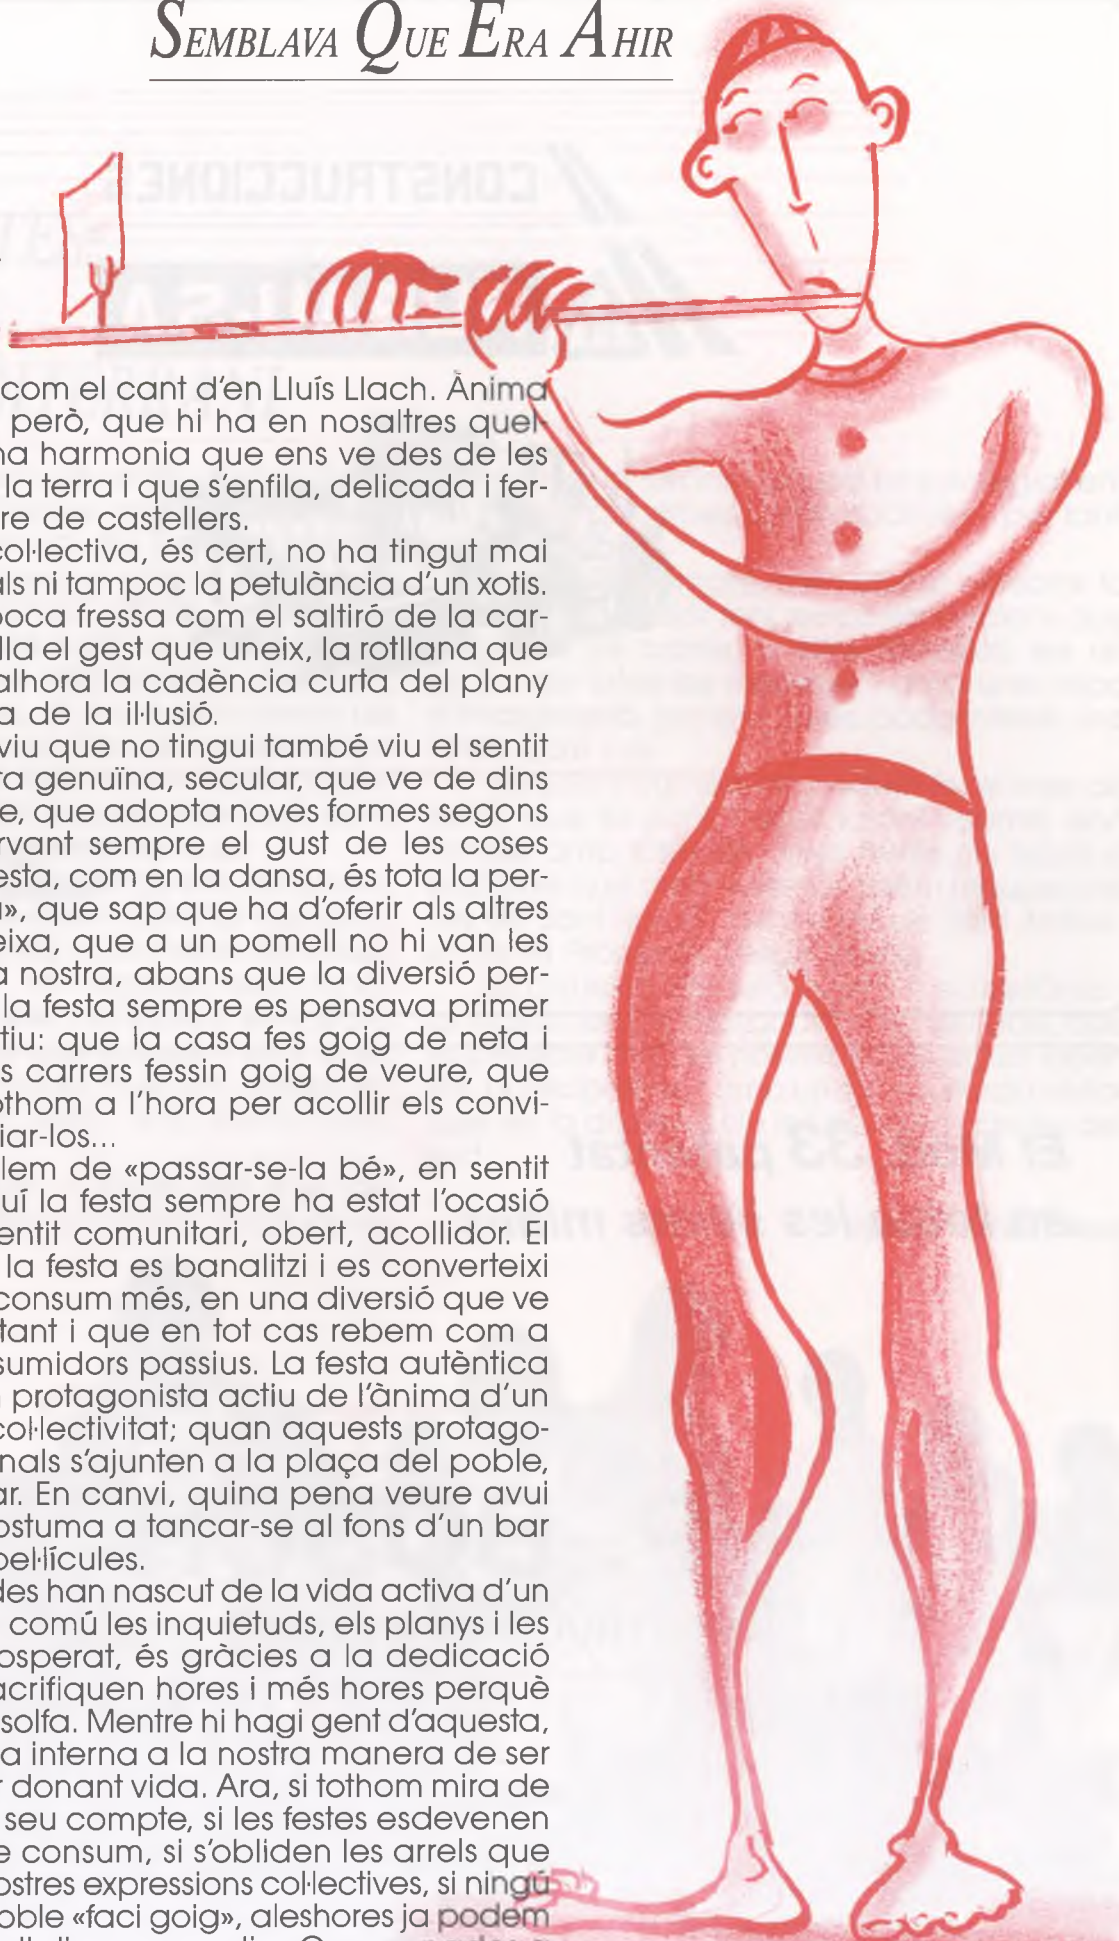 SEMBLAVA QUE ERA AHIR
com el cant d'en Lluís Llach. Ànima
però, que hi ha en nosaltres quel-
na harmonia que ens ve des de les
la terra i que s'enfila, delicada i fer-
re de castellers.
col·lectiva, és cert, no ha tingut mai
als ni tampoc la petulància d'un xotis.
poca fressa com el saltiró de la car-
lla el gest que uneix, la rotllana que
alhora la cadència curta del plany
a de la il·lusió.
viu que no tingui també viu el sentit
ra genuïna, secular, que ve de dins
e, que adopta noves formes segons
rvant sempre el gust de les coses
esta, com en la dansa, és tota la per-
a», que sap que ha d'oferir als altres
eixa, que a un pomell no hi van les
a nostra, abans que la diversió per-
la festa sempre es pensava primer
tiu: que la casa fes goig de neta i
s carrers fessin goig de veure, que
othom a l'hora per acollir els convi-
iar-los...
lem de «passar-se-la bé», en sentit
uí la festa sempre ha estat l'ocasió
entit comunitari, obert, acollidor. El
la festa es banalitzi i es converteixi
consum més, en una diversió que ve
tant i que en tot cas rebem com a
sumidors passius. La festa autèntica
protagonista actiu de l'ànima d'un
col·lectivitat; quan aquests protago-
nals s'ajunten a la plaça del poble,
ar. En canvi, quina pena veure avui
ostuma a tancar-se al fons d'un bar
pel·lícules.
des han nascut de la vida activa d'un
comú les inquietuds, els planys i les
osperat, és gràcies a la dedicació
acrifiquen hores i més hores perquè
solfa. Mentre hi hagi gent d'aquesta,
a interna a la nostra manera de ser
r donant vida. Ara, si tothom mira de
seu compte, si les festes esdevenen
e consum, si s'obliden les arrels que
ostres expressions col·lectives, si ningú
oble «faci goig», aleshores ja podem